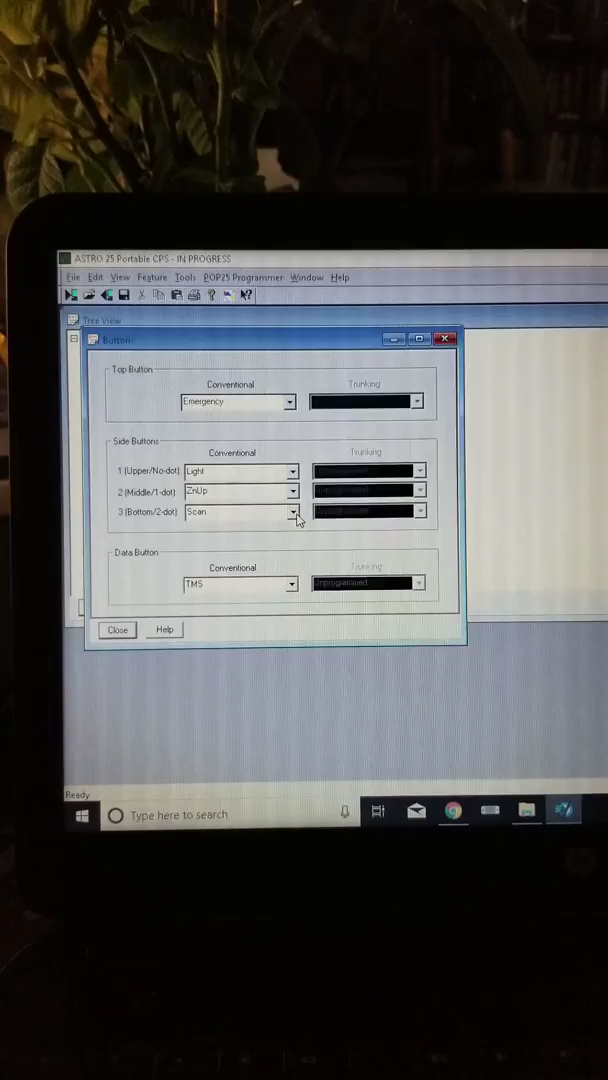 ASTRO 25 Portable CPS - IN PROGRESS
File Edit View Feature Tools POP25 Programmer Window Help
Tree View
Button
Top Button
Conventional Trunking
Emergency
Side Buttons
Conventional Trunking
1 (Upper/No-dot) Light
2 (Middle/1-dot) ZnUp
3 (Bottom/2-dot) Scan
Data Button
Conventional Trunking
TMS Unprogrammed
Close Help
Ready
Type here to search